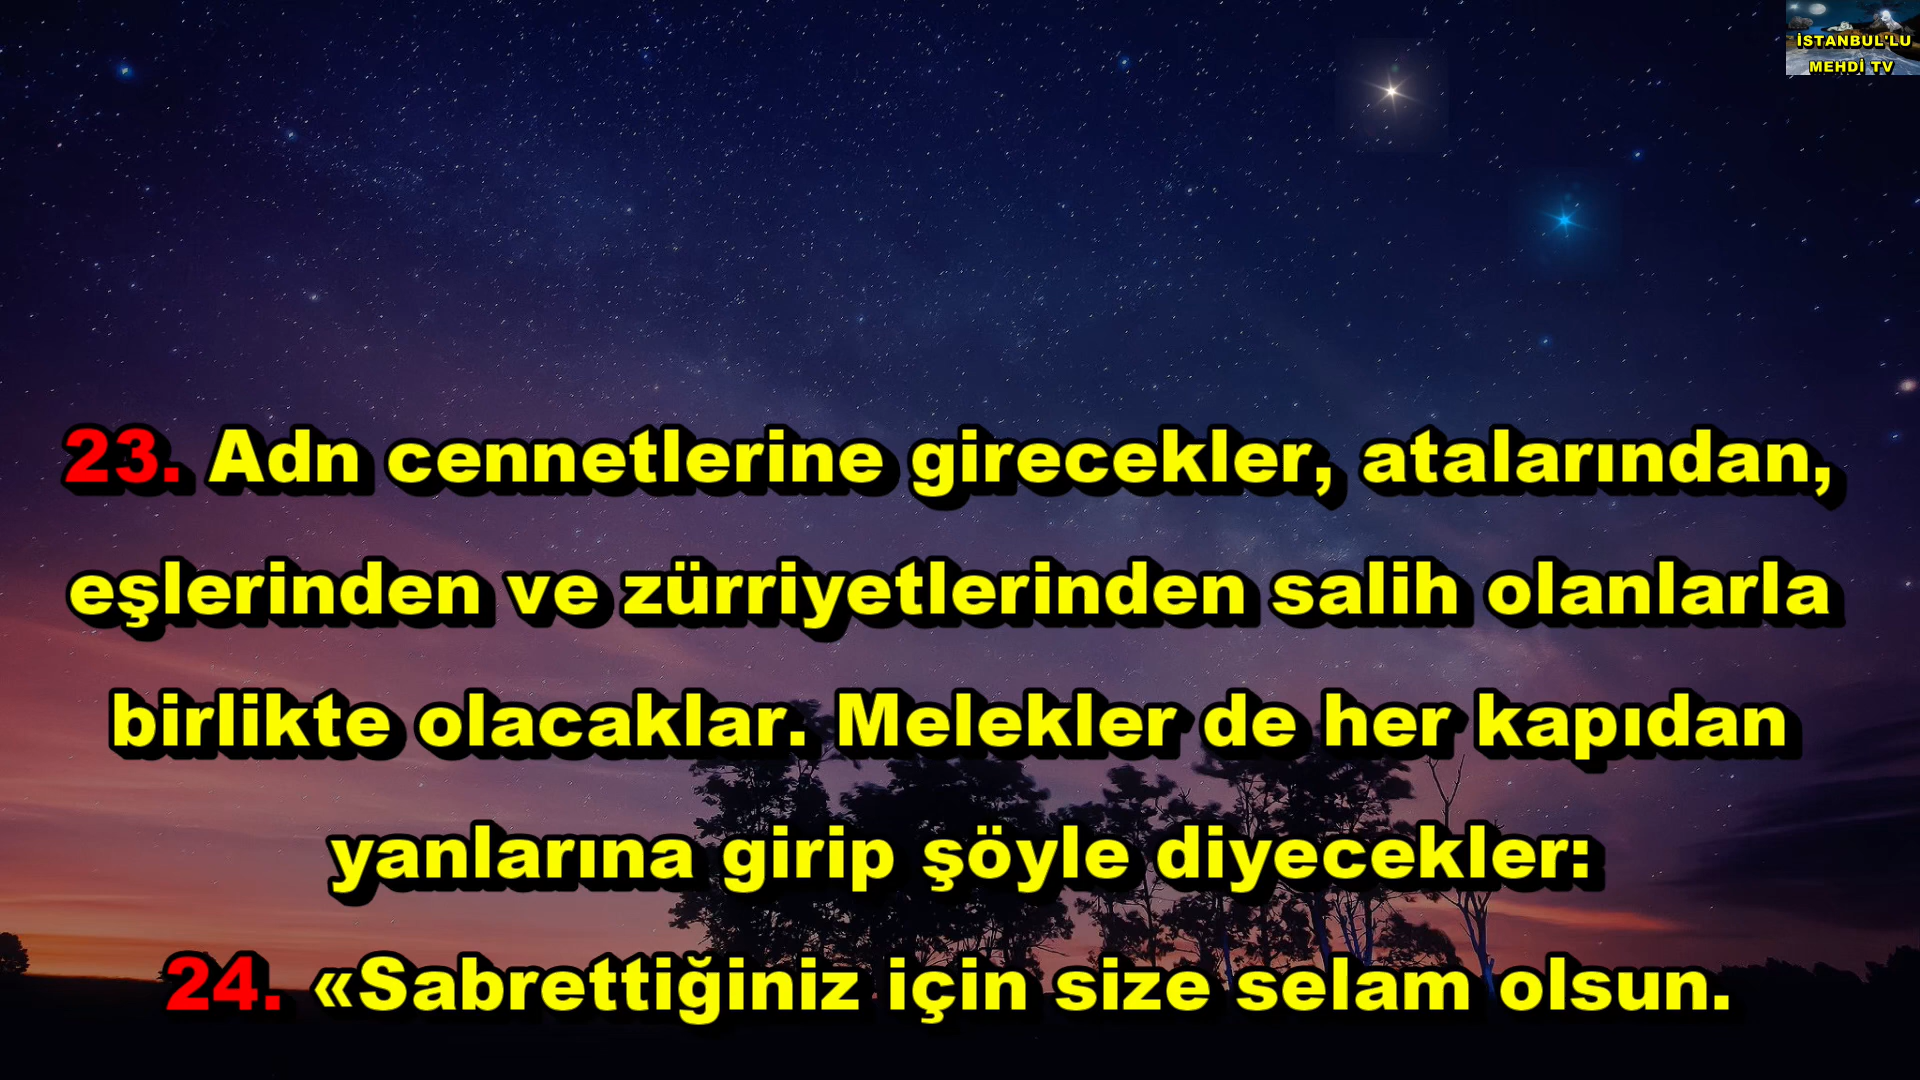 İSTANBUL'LU
MEHDİ TV
23. Adn cennetlerine girecekler, atalarından,
eşlerinden ve zürriyetlerinden salih olanlarla
birlikte olacaklar. Melekler de her kapıdan
yanlarına girip şöyle diyecekler:
24. «Sabrettiğiniz için size selam olsun.